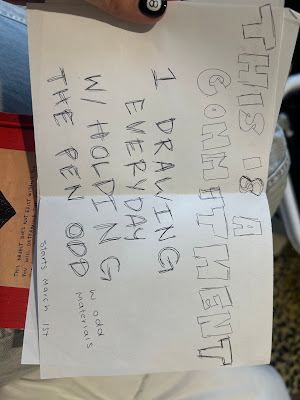 THIS IS A
COMMITMENT
1 DRAWING
EVERYDAY
W/ HOLDING
THE PEN ODD
w odd
materials
Starts March 1st